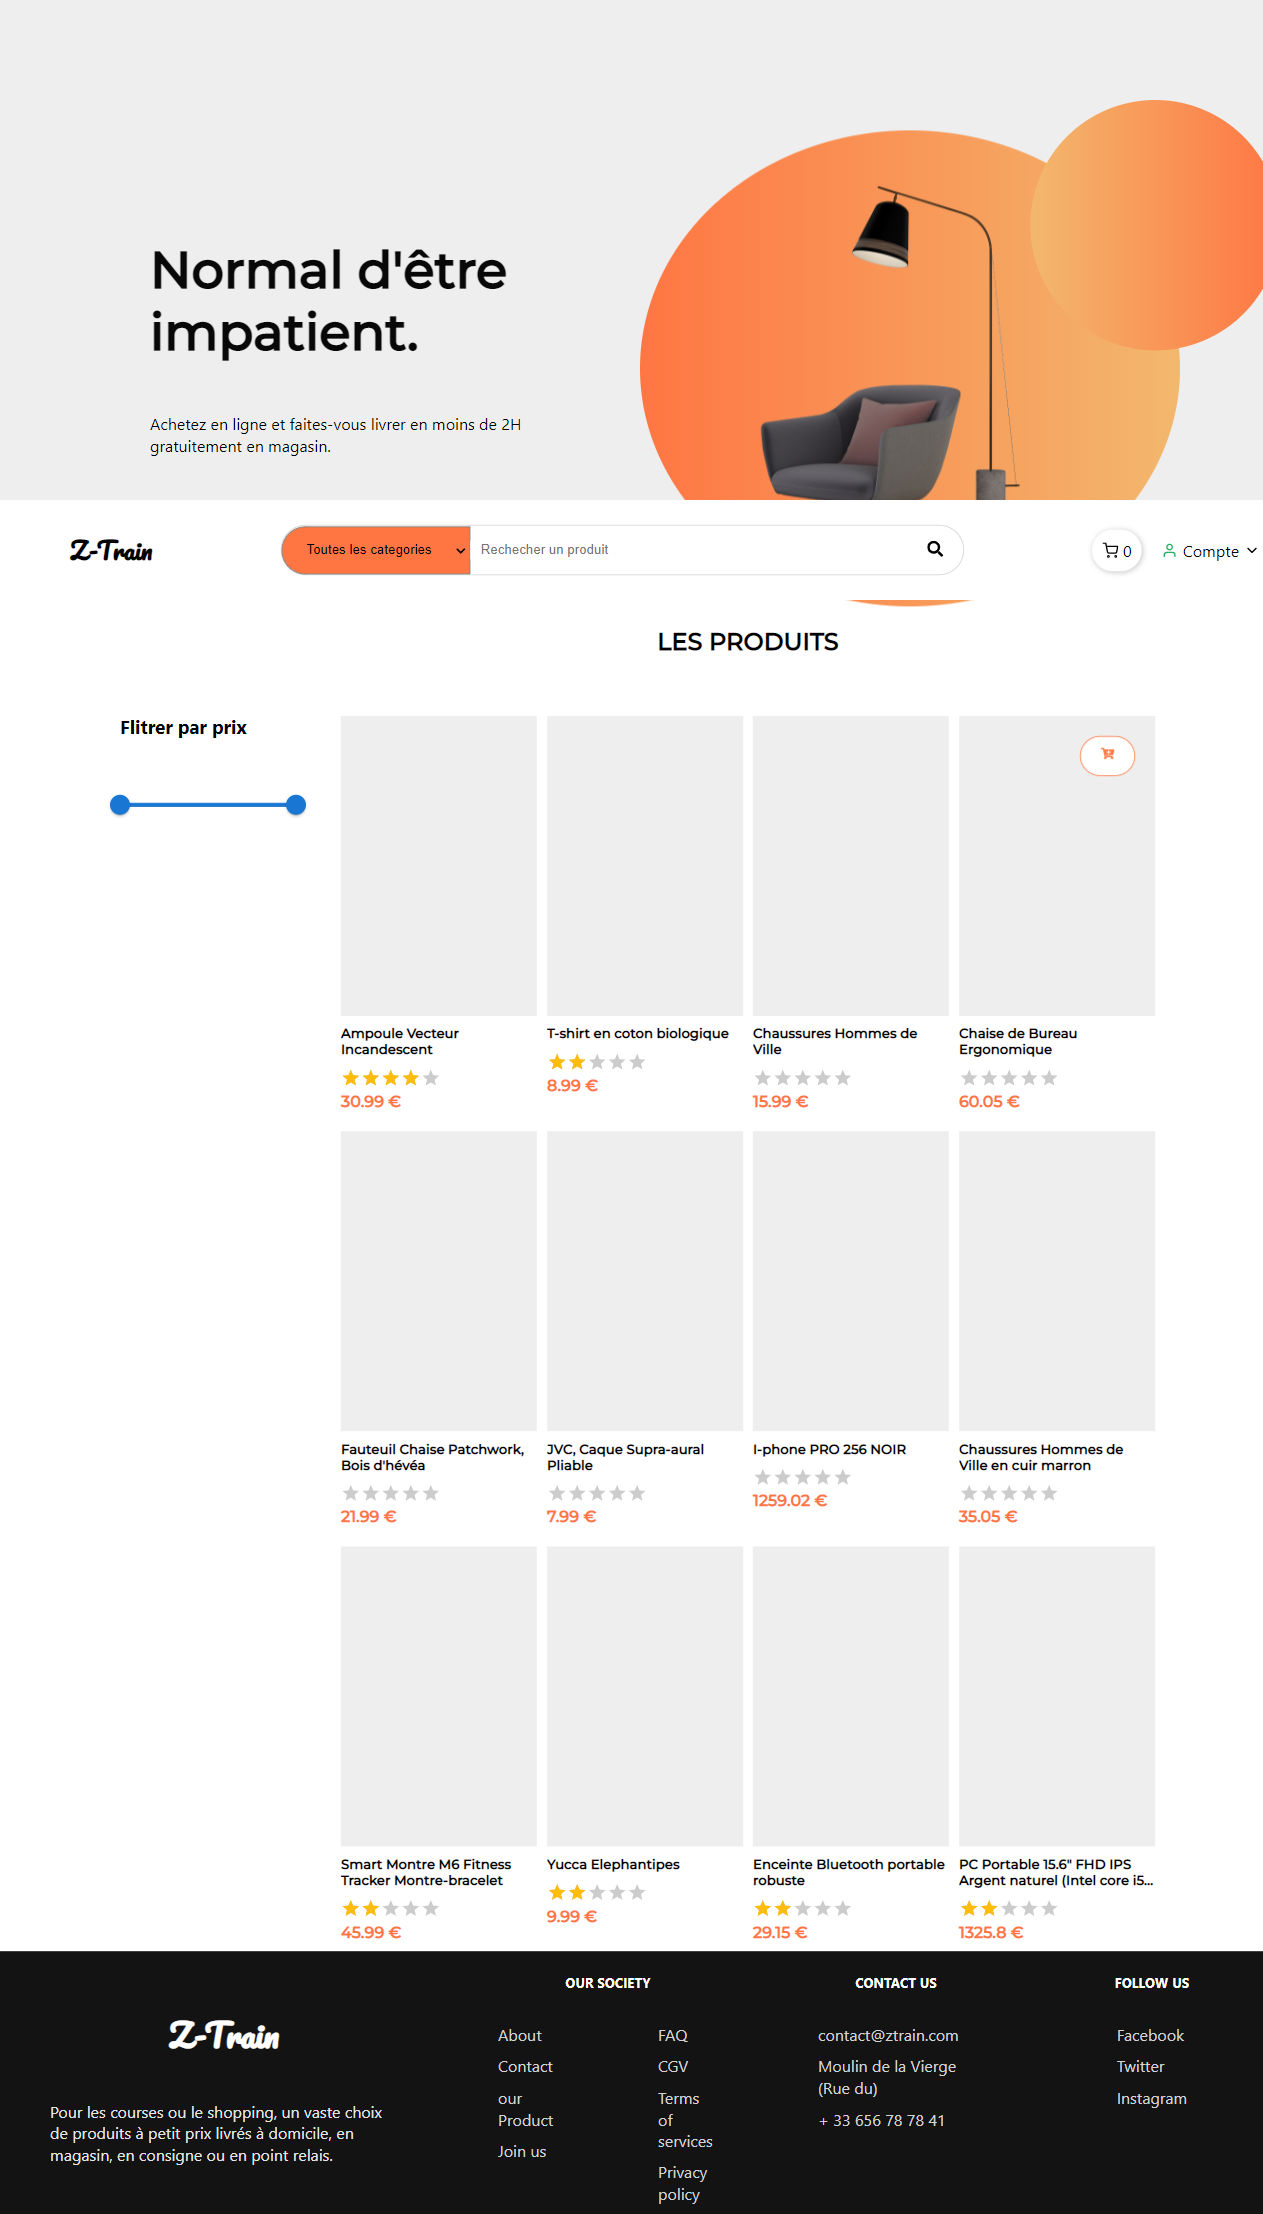 Normal d'être
impatient.
Achetez en ligne et faites-vous livrer en moins de 2H
gratuitement en magasin.
Z-Train
Toutes les categories
Rechecher un produit
0
Compte
LES PRODUITS
Flitrer par prix
Ampoule Vecteur
Incandescent
30.99 €
T-shirt en coton biologique
8.99 €
Chaussures Hommes de
Ville
15.99 €
Chaise de Bureau
Ergonomique
60.05 €
Fauteuil Chaise Patchwork,
Bois d'hévéa
21.99 €
JVC, Caque Supra-aural
Pliable
7.99 €
I-phone PRO 256 NOIR
1259.02 €
Chaussures Hommes de
Ville en cuir marron
35.05 €
Smart Montre M6 Fitness
Tracker Montre-bracelet
45.99 €
Yucca Elephantipes
9.99 €
Enceinte Bluetooth portable
robuste
29.15 €
PC Portable 15.6" FHD IPS
Argent naturel (Intel core i5...
1325.8 €
Z-Train
Pour les courses ou le shopping, un vaste choix
de produits à petit prix livrés à domicile, en
magasin, en consigne ou en point relais.
OUR SOCIETY
About
Contact
our
Product
Join us
FAQ
CGV
Terms
of
services
Privacy
policy
CONTACT US
contact@ztrain.com
Moulin de la Vierge
(Rue du)
+ 33 656 78 78 41
FOLLOW US
Facebook
Twitter
Instagram